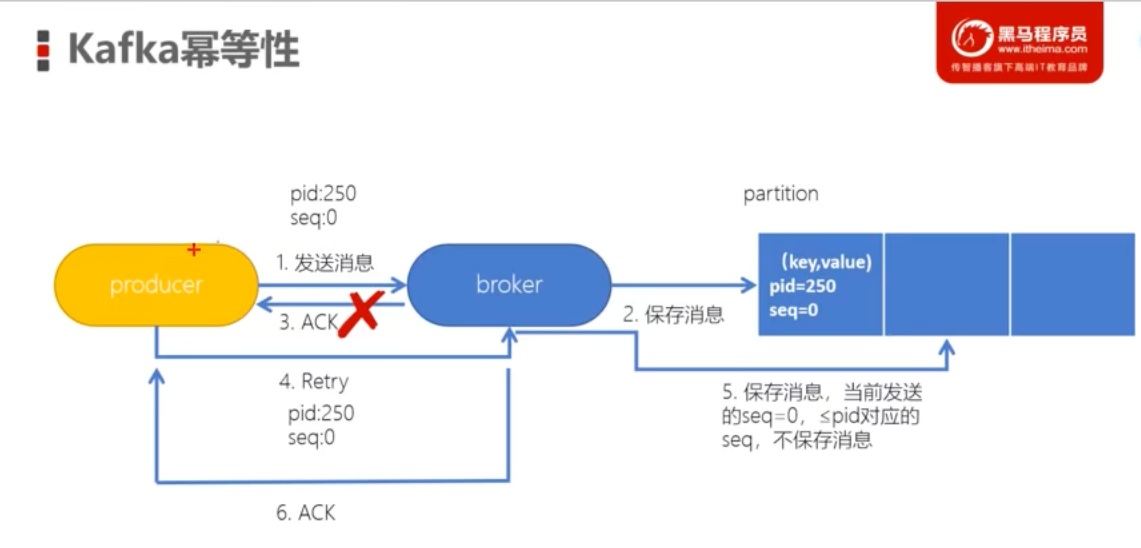 Kafka幂等性
黑马程序员
www.itheima.com
传智播客旗下高端IT教育品牌
pid:250
seq:0
partition
producer
1. 发送消息
broker
(key,value)
pid=250
seq=0
3. ACK
2. 保存消息
4. Retry
pid:250
seq:0
5. 保存消息，当前发送
的seq=0，≤pid对应的
seq，不保存消息
6. ACK